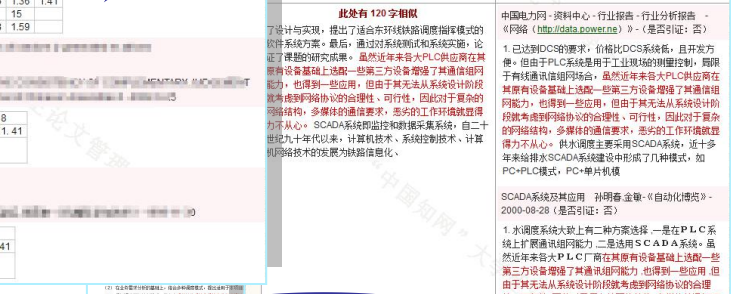 1.36 1.41
15
8 1.59
8
1.41
41
此处有 120 字相似
了设计与实现，提出了适合环线铁路调度指挥模式的
软件系统方案。最后，通过对系统测试和系统实施，论
证了课题的研究成果。 虽然近年来各大PLC供应商在
原有设备基础上选配一些第三方设备增强了其通信组网
能力，也得到一些应用，但由于其无法从系统设计阶段
就考虑到网络协议的合理性、可行性，因此对于复杂的
网络结构，多媒体的通信要求，恶劣的工作环境就显得
力不从心。 SCADA系统即监控和数据采集系统，自二十
世纪九十年代以来，计算机技术、系统控制技术、计算
机网络技术的发展为铁路信息化、
中国电力网 - 资料中心 - 行业报告 - 行业分析报告 -
《网络 (http://data.power.ne) 》- (是否引证：否)
1. 已达到DCS的要求，价格比DCS系统低，且开发方
便。但由于PLC系统是用于工业现场的测量控制，局限
于有线通讯信组网场合，虽然近年来各大PLC供应商在
其原有设备基础上选配一些第三方设备增强了其通信组
网能力，也得到一些应用，但由于其无法从系统设计阶
段就考虑到网络协议的合理性、可行性，因此对于复杂
的网络结构，多媒体的通信要求，恶劣的工作环境就显
得力不从心。 供水调度主要采用SCADA系统，近十多
年来给排水SCADA系统建设中形成了几种模式，如
PC+PLC模式，PC+单片机模
SCADA系统及其应用 孙明春,金敏-《自动化博览》-
2000-08-28 (是否引证：否)
1. 水调度系统大致上有二种方案选择 ,一是在PLC系
统上扩展通讯组网能力 ,二是选用SCADA系统。虽
然近年来各大PLC厂商在其原有设备基础上选配一些
第三方设备增强了其通讯组网能力 ,也得到一些应用 ,但
由于其无法从系统设计阶段就考虑到网络协议的合理
"中国知网"大